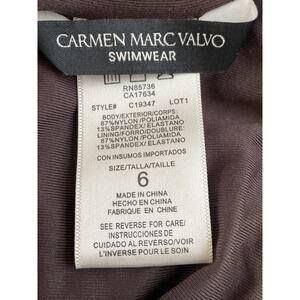 CARMEN MARC VALVO
SWIMWEAR
RN85736
CA17634
STYLE# C19347 LOT1
BODY/EXTERIOR/CORPS:
87%NYLON/POLIAMIDA
13%SPANDEX/ ELASTANO
LINING/FORRO/DOUBLURE:
87%NYLON/POLIAMIDA
13%SPANDEX/ ELASTANO
CON INSUMOS IMPORTADOS
SIZE/TALLA/TAILLE
6
MADE IN CHINA
HECHO EN CHINA
FABRIQUE EN CHINE
SEE REVERSE FOR CARE/
INSTRUCCIONES DE
CUIDADO AL REVERSO/VOIR
L'INVERSE POUR LE SOIN